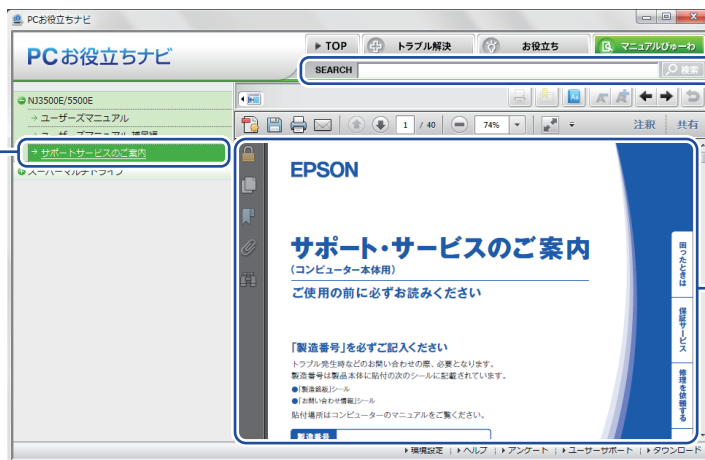 PCお役立ちナビ
PCお役立ちナビ
TOP
トラブル解決
お役立ち
マニュアルびゅーわ
SEARCH
検索
NJ3500E/5500E
ユーザーズマニュアル
ユーザーズマニュアル 補足編
サポートサービスのご案内
スーパーマルチドライブ
1 / 40
74%
注釈
共有
EPSON
サポート・サービスのご案内
(コンピューター本体用)
ご使用の前に必ずお読みください
「製造番号」を必ずご記入ください
トラブル発生時などのお問い合わせの際、必要となります。
製造番号は製品本体に貼付の次のシールに記載されています。
●「製造銘板」シール
●「お問い合わせ情報」シール
貼付場所はコンピューターのマニュアルをご覧ください。
製造番号
困ったときは
保証サービス
修理を依頼する
環境設定
ヘルプ
アンケート
ユーザーサポート
ダウンロード